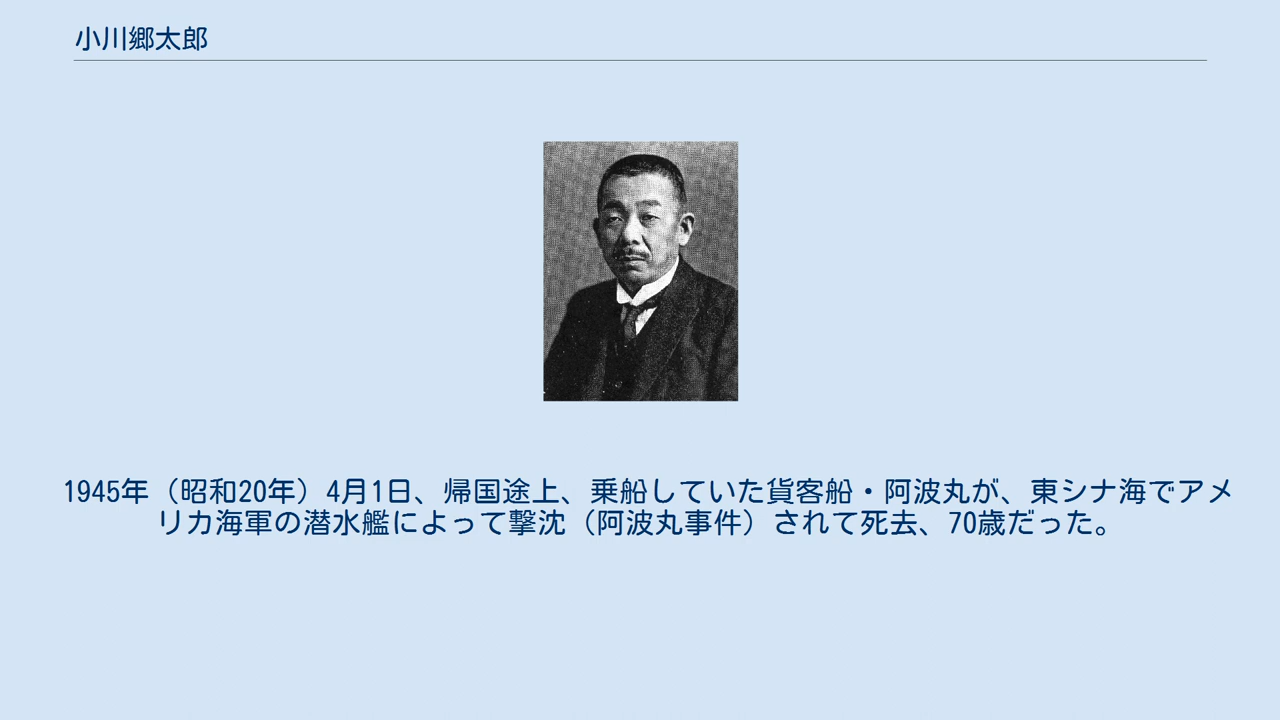 小川郷太郎
1945年（昭和20年）4月1日、帰国途上、乗船していた貨客船・阿波丸が、東シナ海でアメ
リカ海軍の潜水艦によって撃沈（阿波丸事件）されて死去、70歳だった。